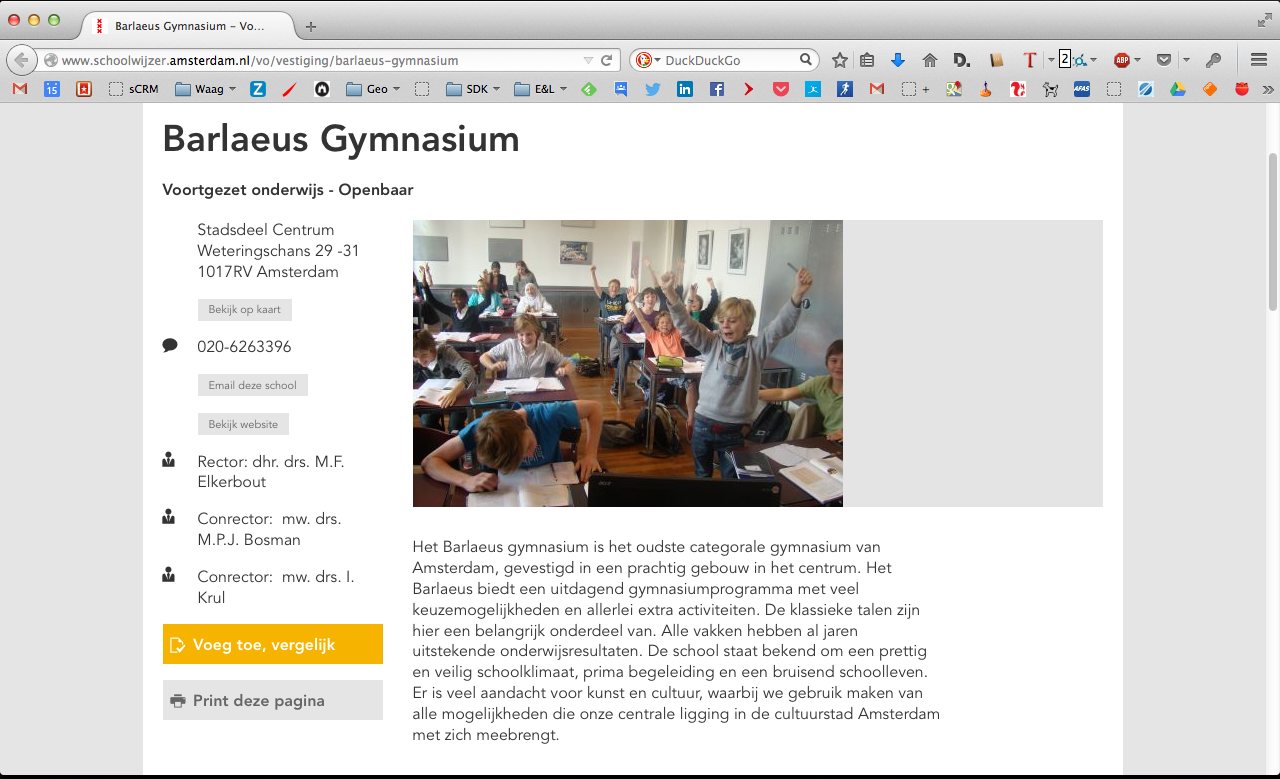 Barlaeus Gymnasium – Vo...
www.schoolwijzer.amsterdam.nl/vo/vestiging/barlaeus-gymnasium
DuckDuckGo
D.
T
2
ABP
15
sCRM
Waag
Z
Geo
SDK
E&L
+
AFAS
Barlaeus Gymnasium
Voortgezet onderwijs - Openbaar
Stadsdeel Centrum
Weteringschans 29 -31
1017RV Amsterdam
Bekijk op kaart
020-6263396
Email deze school
Bekijk website
Rector: dhr. drs. M.F.
Elkerbout
Conrector: mw. drs.
M.P.J. Bosman
Conrector: mw. drs. I.
Krul
Voeg toe, vergelijk
Print deze pagina
acer
Het Barlaeus gymnasium is het oudste categorale gymnasium van
Amsterdam, gevestigd in een prachtig gebouw in het centrum. Het
Barlaeus biedt een uitdagend gymnasiumprogramma met veel
keuzemogelijkheden en allerlei extra activiteiten. De klassieke talen zijn
hier een belangrijk onderdeel van. Alle vakken hebben al jaren
uitstekende onderwijsresultaten. De school staat bekend om een prettig
en veilig schoolklimaat, prima begeleiding en een bruisend schoolleven.
Er is veel aandacht voor kunst en cultuur, waarbij we gebruik maken van
alle mogelijkheden die onze centrale ligging in de cultuurstad Amsterdam
met zich meebrengt.